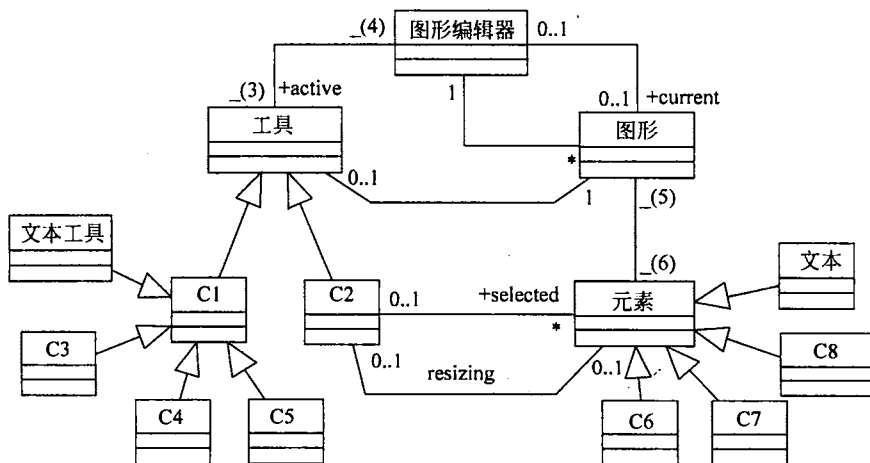 _(4)
图形编辑器
0..1
_(3)
+active
1
0..1
+current
工具
图形
*
0..1
1
_(5)
文本工具
_(6)
文本
C1
C2
0..1
+selected
元素
*
C3
0..1
resizing
0..1
C8
C4
C5
C6
C7